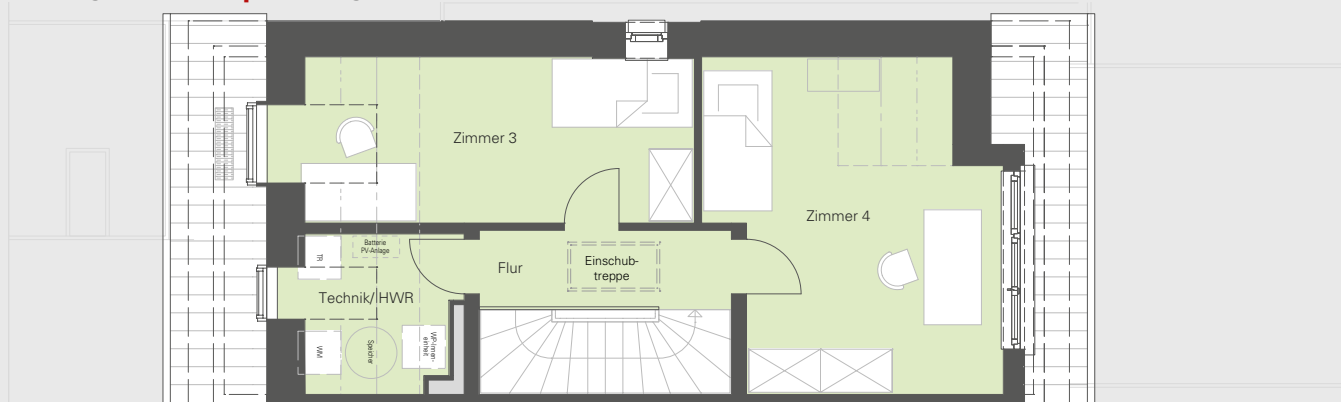 Zimmer 3
Zimmer 4
Batterie
PV-Anlage
TR
Flur
Einschub-
treppe
Technik/HWR
WM
Speicher
WP-Innen-
einheit